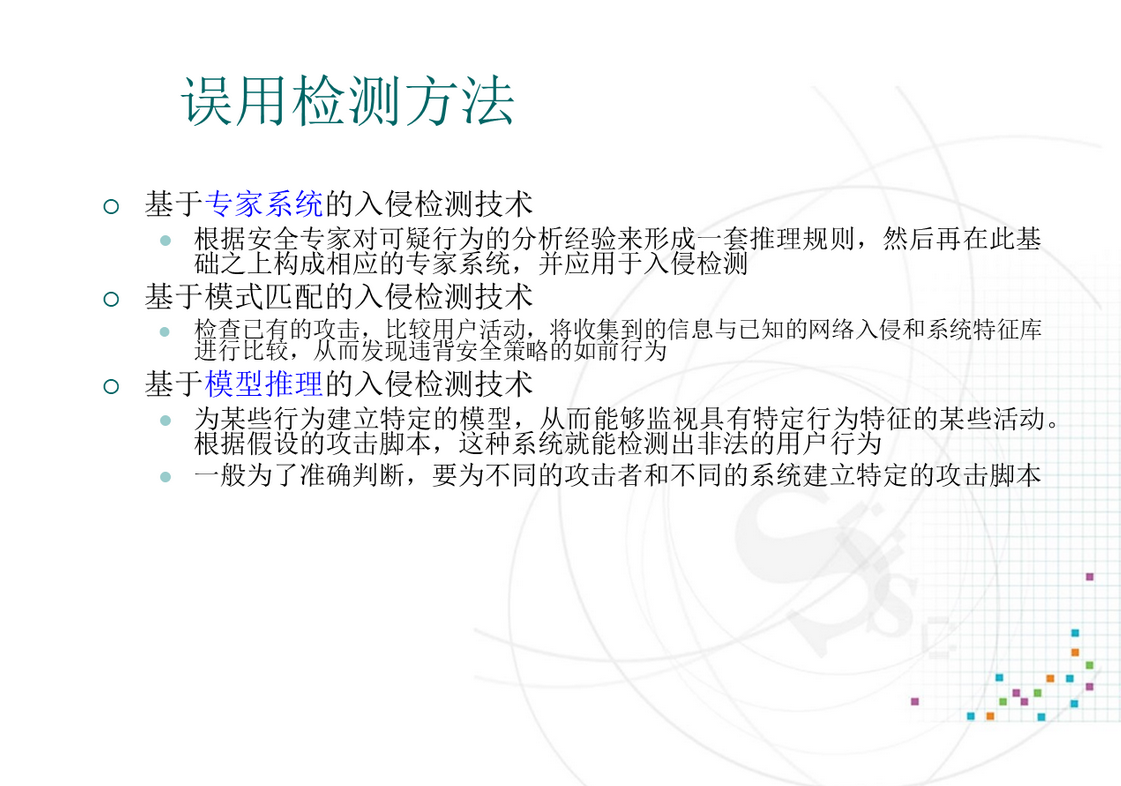 误用检测方法
基于专家系统的入侵检测技术
根据安全专家对可疑行为的分析经验来形成一套推理规则，然后再在此基
础之上构成相应的专家系统，并应用于入侵检测
基于模式匹配的入侵检测技术
检查已有的攻击，比较用户活动，将收集到的信息与已知的网络入侵和系统特征库
进行比较，从而发现违背安全策略的如前行为
基于模型推理的入侵检测技术
为某些行为建立特定的模型，从而能够监视具有特定行为特征的某些活动。
根据假设的攻击脚本，这种系统就能检测出非法的用户行为
一般为了准确判断，要为不同的攻击者和不同的系统建立特定的攻击脚本